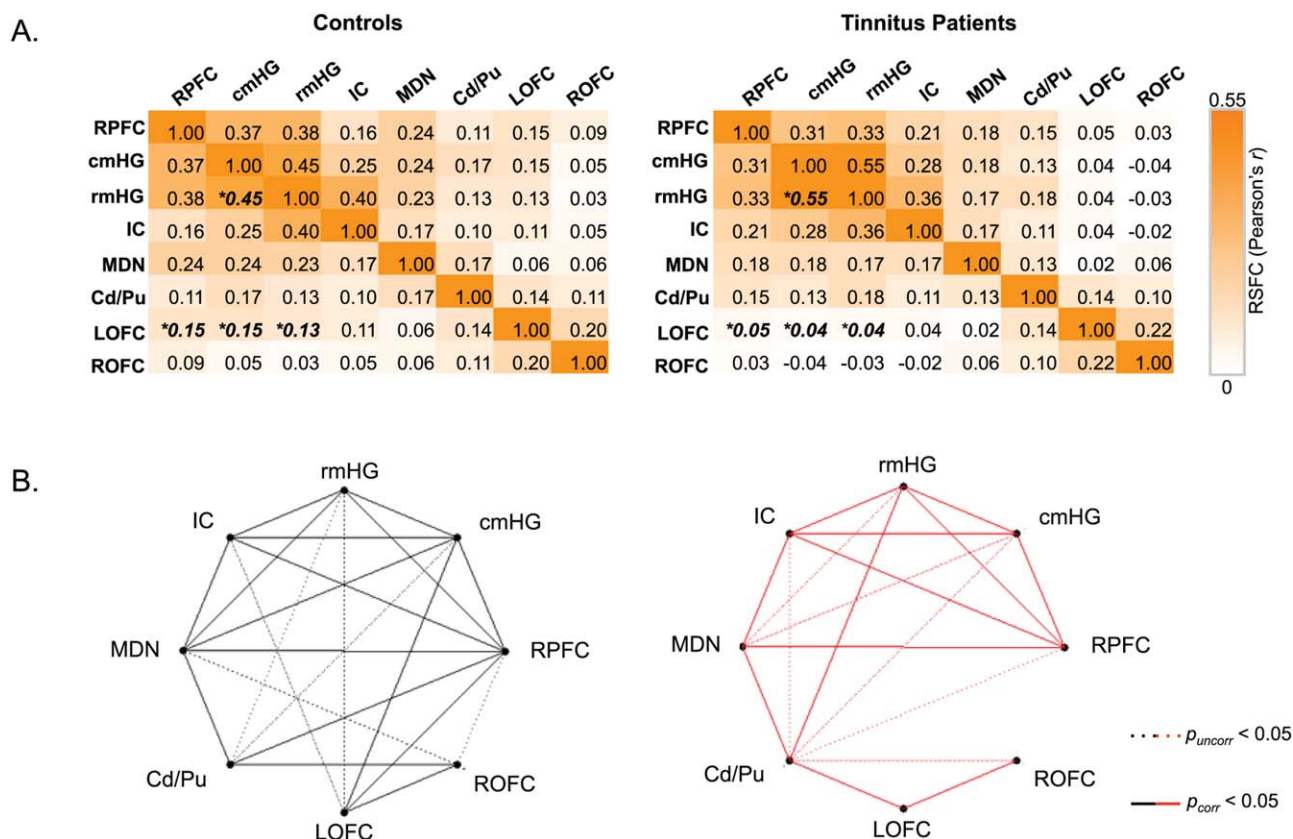 A.
Controls
RPFC cmHG rmHG IC MDN Cd/Pu LOFC ROFC
RPFC 1.00 0.37 0.38 0.16 0.24 0.11 0.15 0.09
cmHG 0.37 1.00 0.45 0.25 0.24 0.17 0.15 0.05
rmHG 0.38 *0.45 1.00 0.40 0.23 0.13 0.13 0.03
IC 0.16 0.25 0.40 1.00 0.17 0.10 0.11 0.05
MDN 0.24 0.24 0.23 0.17 1.00 0.17 0.06 0.06
Cd/Pu 0.11 0.17 0.13 0.10 0.17 1.00 0.14 0.11
LOFC *0.15 *0.15 *0.13 0.11 0.06 0.14 1.00 0.20
ROFC 0.09 0.05 0.03 0.05 0.06 0.11 0.20 1.00
Tinnitus Patients
RPFC cmHG rmHG IC MDN Cd/Pu LOFC ROFC
RPFC 1.00 0.31 0.33 0.21 0.18 0.15 0.05 0.03
cmHG 0.31 1.00 0.55 0.28 0.18 0.13 0.04 -0.04
rmHG 0.33 *0.55 1.00 0.36 0.17 0.18 0.04 -0.03
IC 0.21 0.28 0.36 1.00 0.17 0.11 0.04 -0.02
MDN 0.18 0.18 0.17 0.17 1.00 0.13 0.02 0.06
Cd/Pu 0.15 0.13 0.18 0.11 0.13 1.00 0.14 0.10
LOFC *0.05 *0.04 *0.04 0.04 0.02 0.14 1.00 0.22
ROFC 0.03 -0.04 -0.03 -0.02 0.06 0.10 0.22 1.00
0.55
RSFC (Pearson's r)
0
B.
rmHG
IC
cmHG
MDN
RPFC
Cd/Pu
ROFC
LOFC
rmHG
IC
cmHG
MDN
RPFC
Cd/Pu
ROFC
LOFC
p uncorr < 0.05
p corr < 0.05